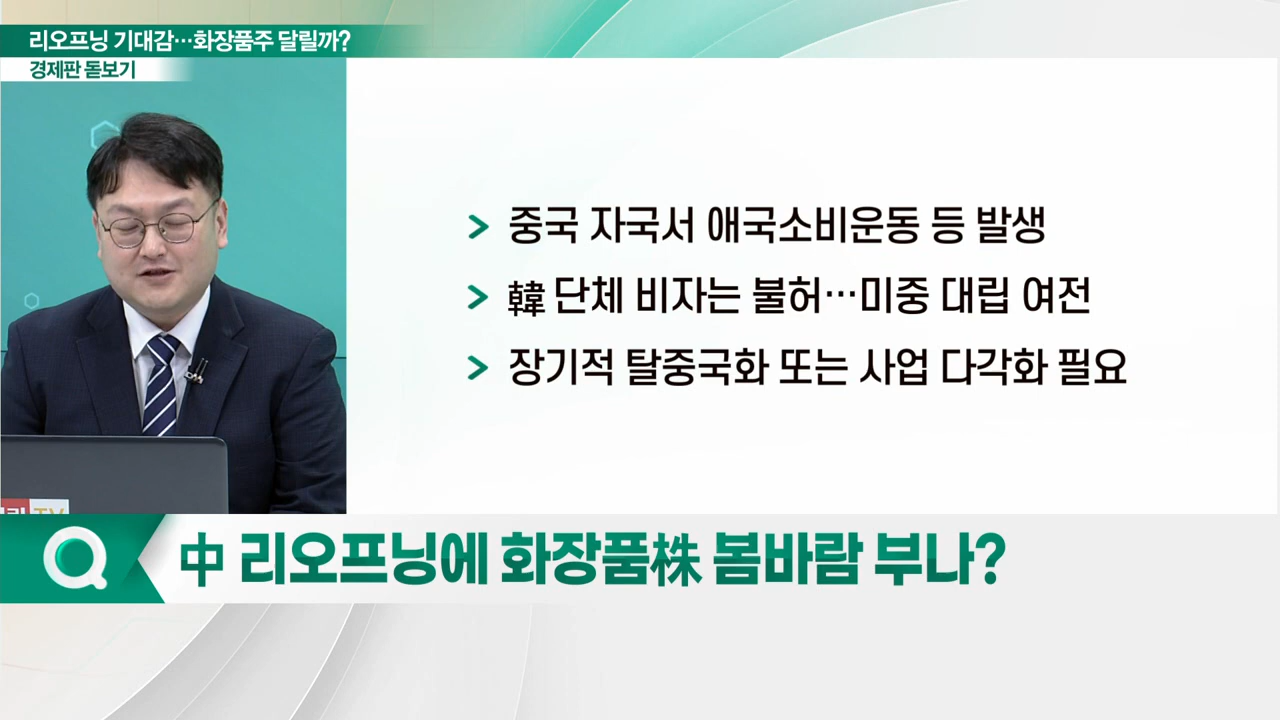 리오프닝 기대감…화장품주 달릴까?
경제판 돋보기
> 중국 자국서 애국소비운동 등 발생
> 韓 단체 비자는 불허…미중 대립 여전
> 장기적 탈중국화 또는 사업 다각화 필요
TV
Q 中 리오프닝에 화장품株 봄바람 부나?